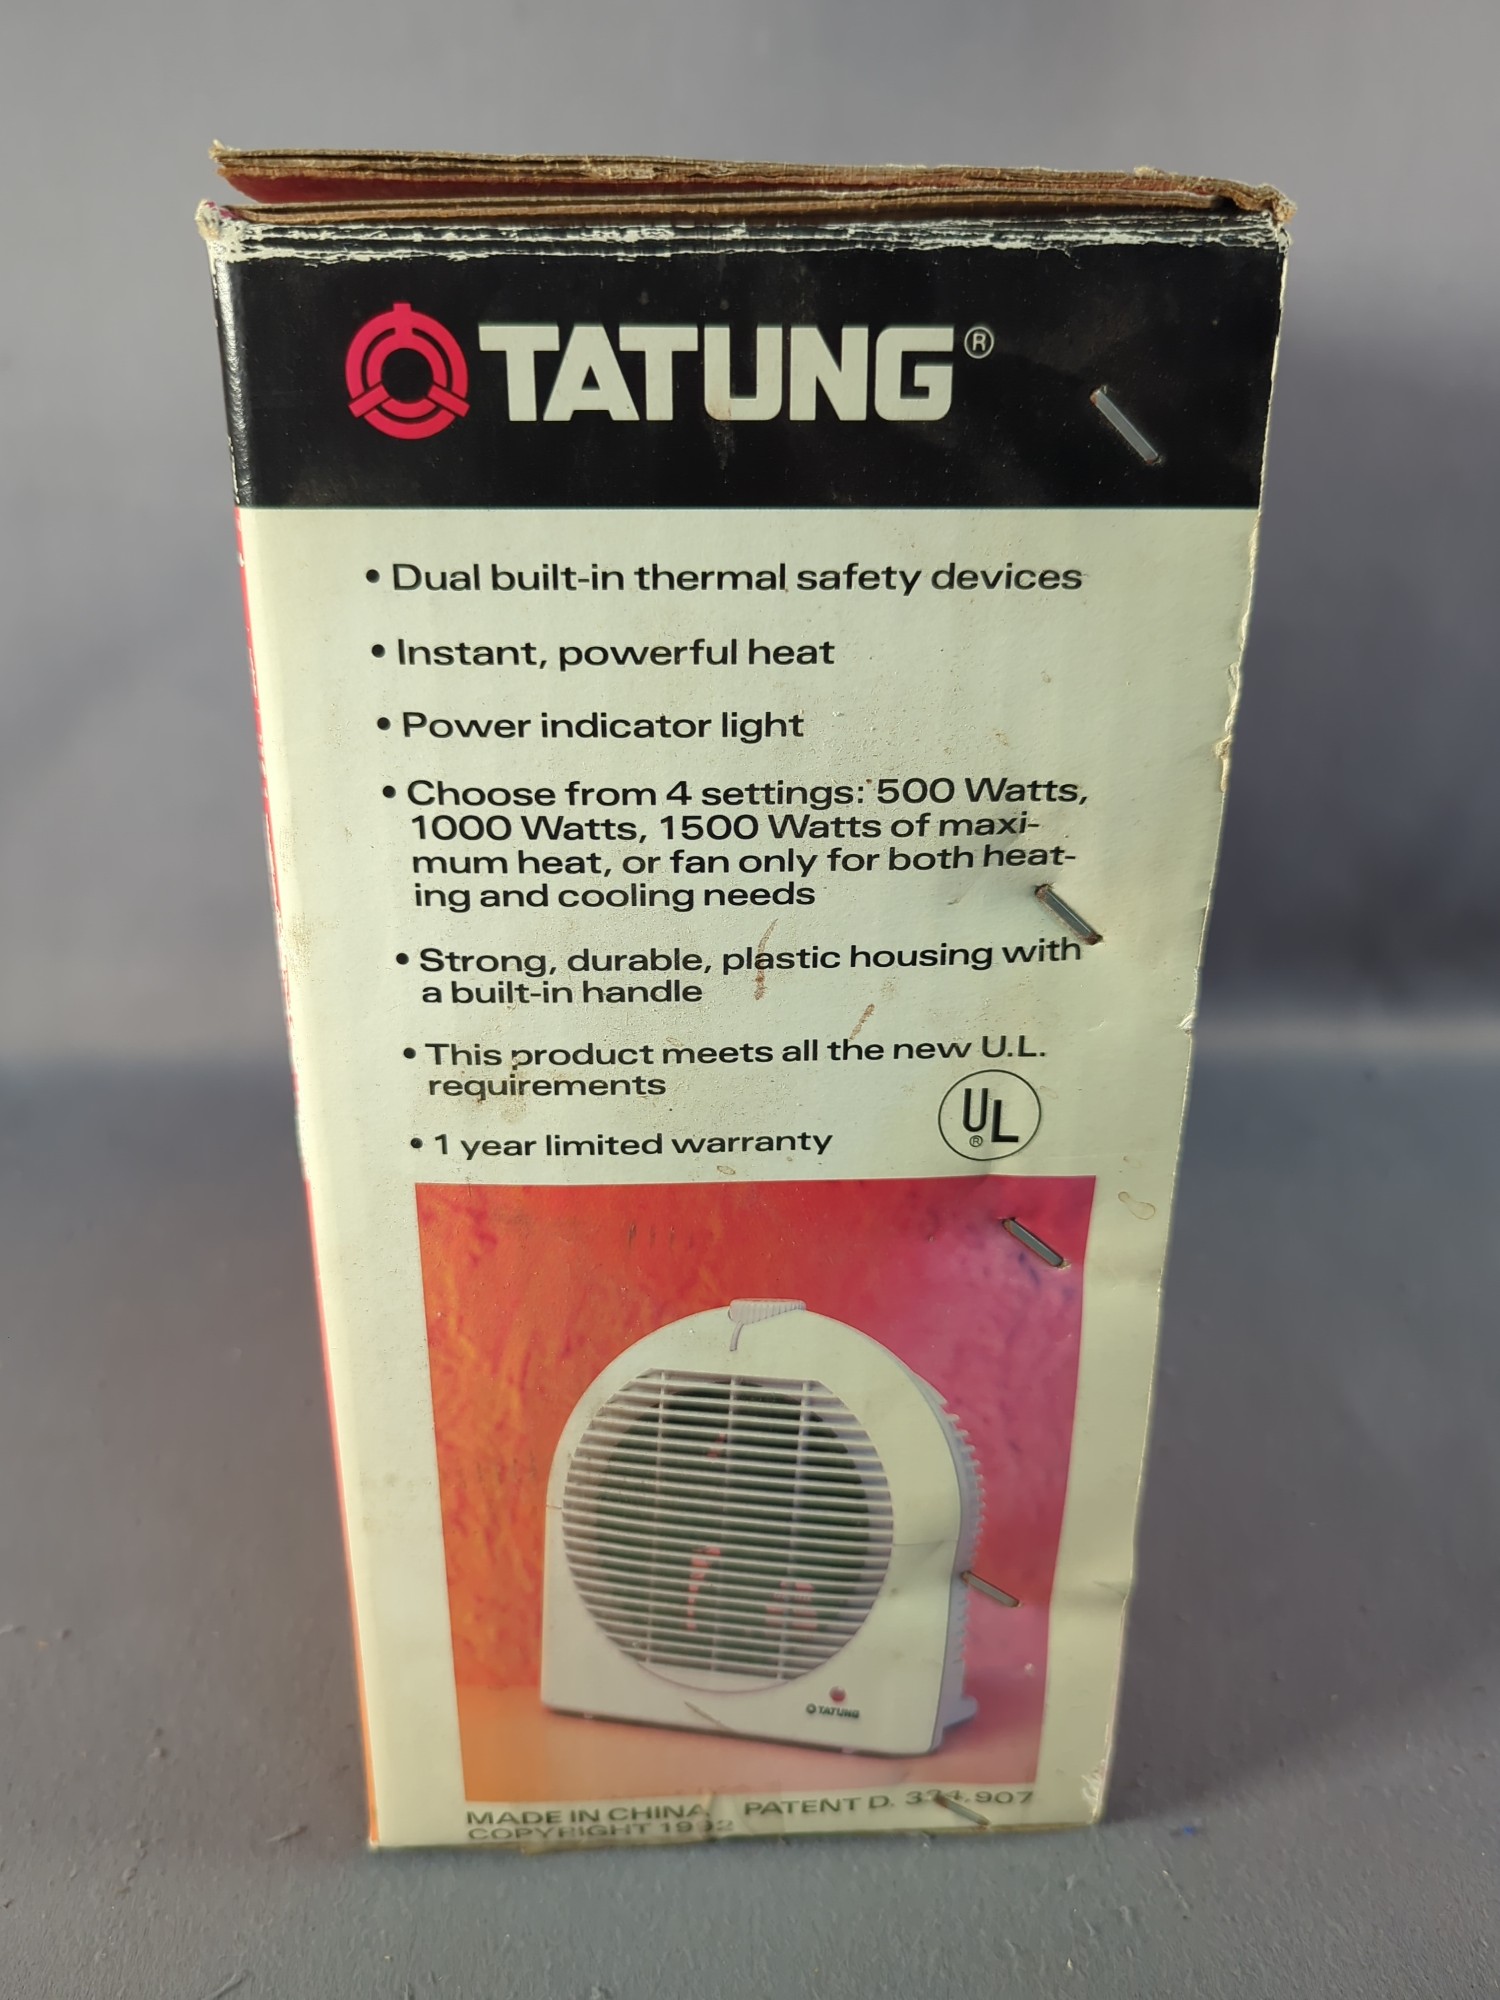 TATUNG®
• Dual built-in thermal safety devices
• Instant, powerful heat
• Power indicator light
• Choose from 4 settings: 500 Watts,
1000 Watts, 1500 Watts of maxi-
mum heat, or fan only for both heat-
ing and cooling needs
• Strong, durable, plastic housing with
a built-in handle
• This product meets all the new U.L.
requirements
UL®
• 1 year limited warranty
TATUNG
MADE IN CHINA PATENT D.
COPYRIGHT